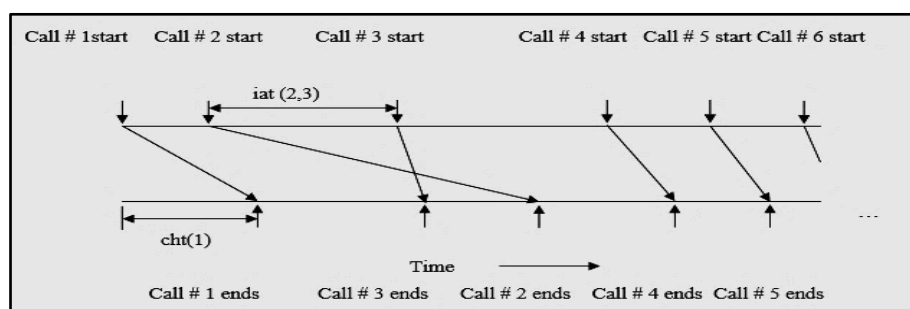 Call # 1start Call # 2 start Call # 3 start Call # 4 start Call # 5 start Call # 6 start
iat (2,3)
cht(1)
...
Time
Call # 1 ends Call # 3 ends Call # 2 ends Call # 4 ends Call # 5 ends